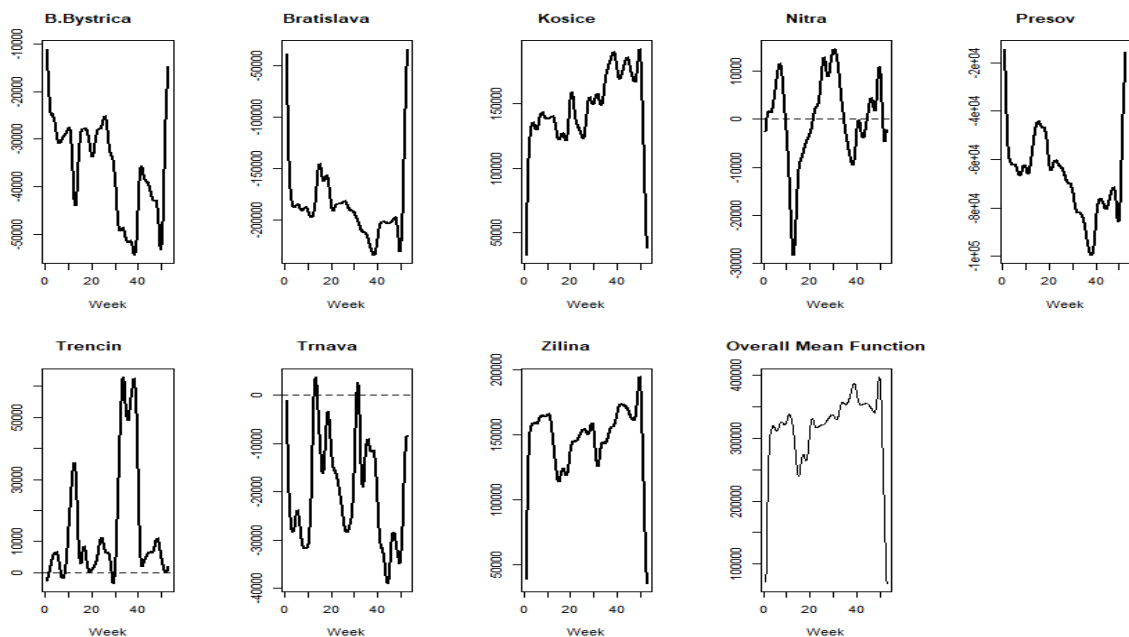 B.Bystrica
Bratislava
Kosice
Nitra
Presov
-10000
-20000
-30000
-40000
-50000
0 20 40
Week
-50000
-100000
-150000
-200000
0 20 40
Week
150000
100000
50000
0 20 40
Week
10000
0
-10000
-20000
-30000
0 20 40
Week
-2e+04
-4e+04
-6e+04
-8e+04
-1e+05
0 20 40
Week
Trencin
Trnava
Zilina
Overall Mean Function
50000
30000
10000
0
0 20 40
Week
0
-10000
-20000
-30000
-40000
0 20 40
Week
200000
150000
100000
50000
0 20 40
Week
400000
300000
200000
100000
0 20 40
Week